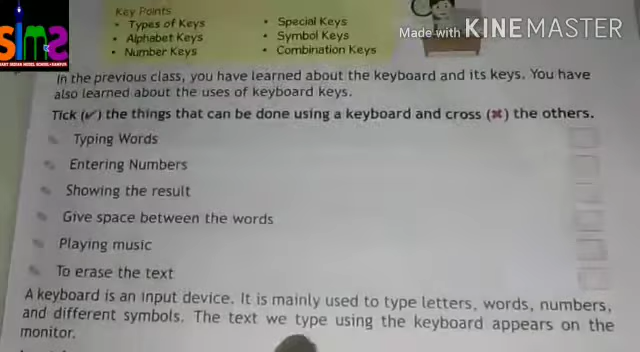 Key Points
• Types of Keys
• Alphabet Keys
• Number Keys
• Special Keys
• Symbol Keys
• Combination Keys
Made with KINEMASTER
SIMS
In the previous class, you have learned about the keyboard and its keys. You have
also learned about the uses of keyboard keys.
Tick (✔) the things that can be done using a keyboard and cross (✖) the others.
Typing Words
Entering Numbers
Showing the result
Give space between the words
Playing music
To erase the text
A keyboard is an input device. It is mainly used to type letters, words, numbers,
and different symbols. The text we type using the keyboard appears on the
monitor.